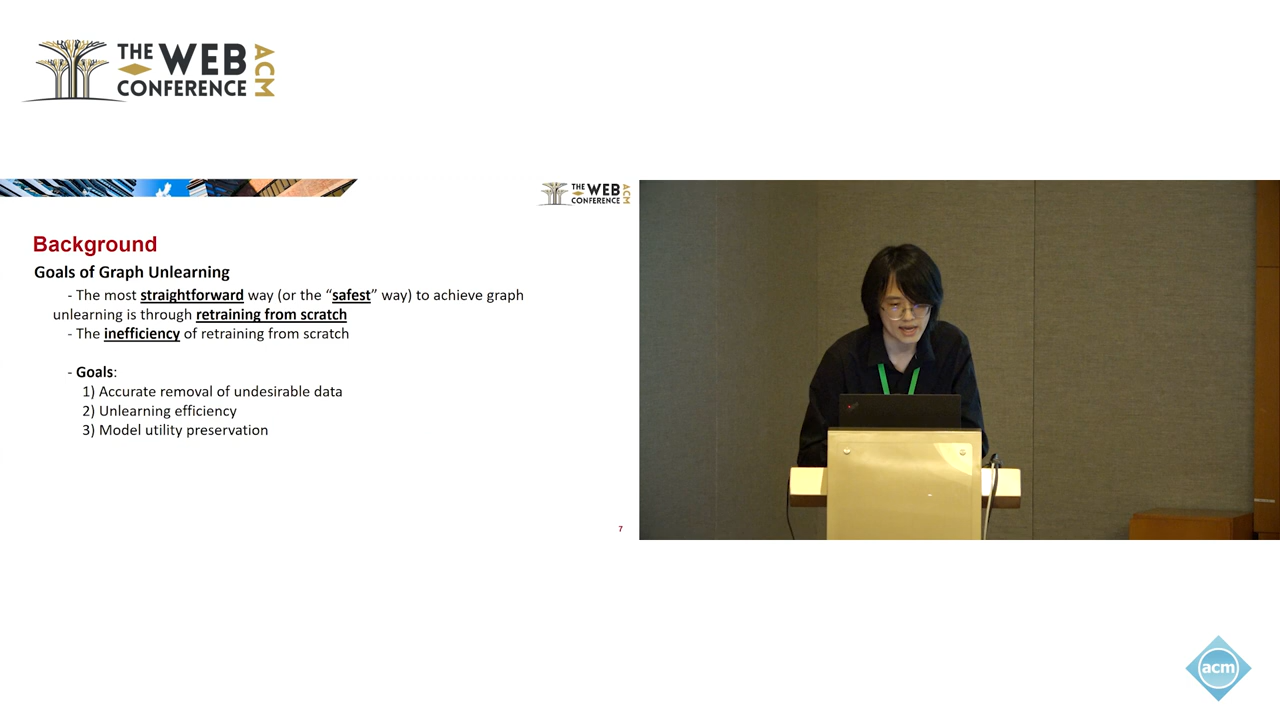 THE WEB CONFERENCE ACM
THE WEB CONFERENCE ACM
Background
Goals of Graph Unlearning
- The most straightforward way (or the “safest” way) to achieve graph
unlearning is through retraining from scratch
- The inefficiency of retraining from scratch
- Goals:
1) Accurate removal of undesirable data
2) Unlearning efficiency
3) Model utility preservation
7
acm